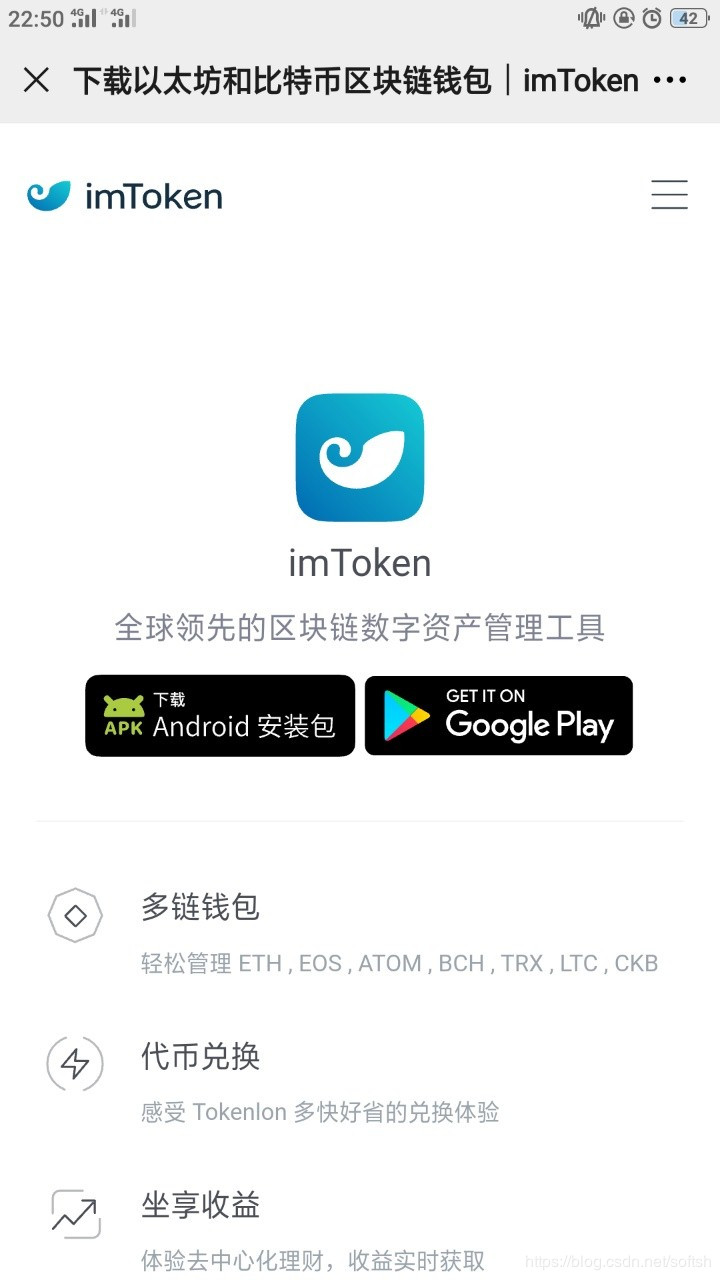 22:50 4G 4G 42
下载以太坊和比特币区块链钱包｜imToken
imToken
imToken
全球领先的区块链数字资产管理工具
下载
APK Android 安装包
GET IT ON
Google Play
多链钱包
轻松管理 ETH , EOS , ATOM , BCH , TRX , LTC , CKB
代币兑换
感受 Tokenlon 多快好省的兑换体验
坐享收益
体验去中心化理财，收益实时获取
https://blog.csdn.net/sofish